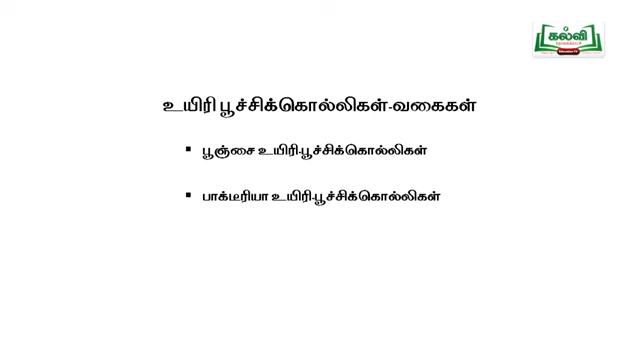 கல்வி
உயிரி பூச்சிக்கொல்லிகள்-வகைகள்
பூஞ்சை உயிரி-பூச்சிக்கொல்லிகள்
பாக்டீரியா உயிரி-பூச்சிக்கொல்லிகள்